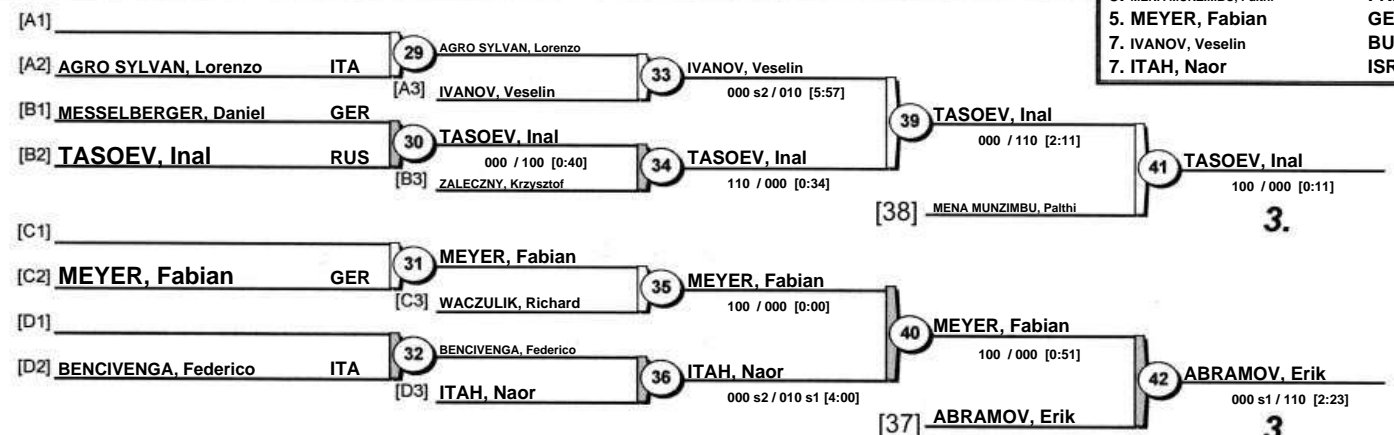 5. MEYER, Fabian
7. IVANOV, Veselin
7. ITAH, Naor ISR
[A1]
[A2] AGRO SYLVAN, Lorenzo ITA
29
AGRO SYLVAN, Lorenzo
[A3] IVANOV, Veselin
33
IVANOV, Veselin
000 s2 / 010 [5:57]
[B1] MESSELBERGER, Daniel GER
[B2] TASOEV, Inal RUS
30
TASOEV, Inal
000 / 100 [0:40]
[B3] ZALECZNY, Krzysztof
34
TASOEV, Inal
110 / 000 [0:34]
39
TASOEV, Inal
000 / 110 [2:11]
[38] MENA MUNZIMBU, Palthi
41
TASOEV, Inal
100 / 000 [0:11]
3.
[C1]
[C2] MEYER, Fabian GER
31
MEYER, Fabian
[C3] WACZULIK, Richard
35
MEYER, Fabian
100 / 000 [0:00]
[D1]
[D2] BENCIVENGA, Federico ITA
32
BENCIVENGA, Federico
[D3] ITAH, Naor
36
ITAH, Naor
000 s2 / 010 s1 [4:00]
40
MEYER, Fabian
100 / 000 [0:51]
[37] ABRAMOV, Erik
42
ABRAMOV, Erik
000 s1 / 110 [2:23]
3